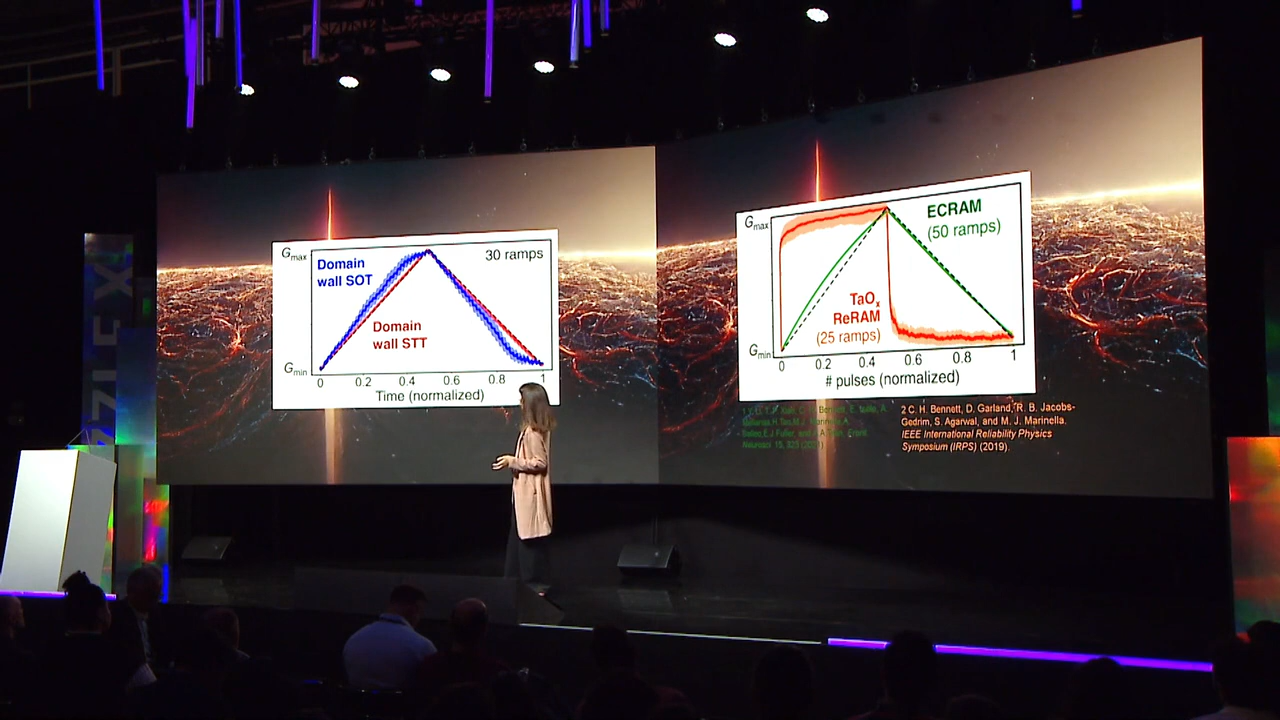 Gmax
Domain
wall SOT
30 ramps
Domain
wall STT
Gmin
0 0.2 0.4 0.6 0.8 1
Time (normalized)
Gmax
ECRAM
(50 ramps)
TaOx
ReRAM
(25 ramps)
Gmin
0 0.2 0.4 0.6 0.8 1
# pulses (normalized)
2 C. H. Bennett, D. Garland, R. B. Jacobs-
Gedrim, S. Agarwal, and M. J. Marinella.
IEEE International Reliability Physics
Symposium (IRPS) (2019).